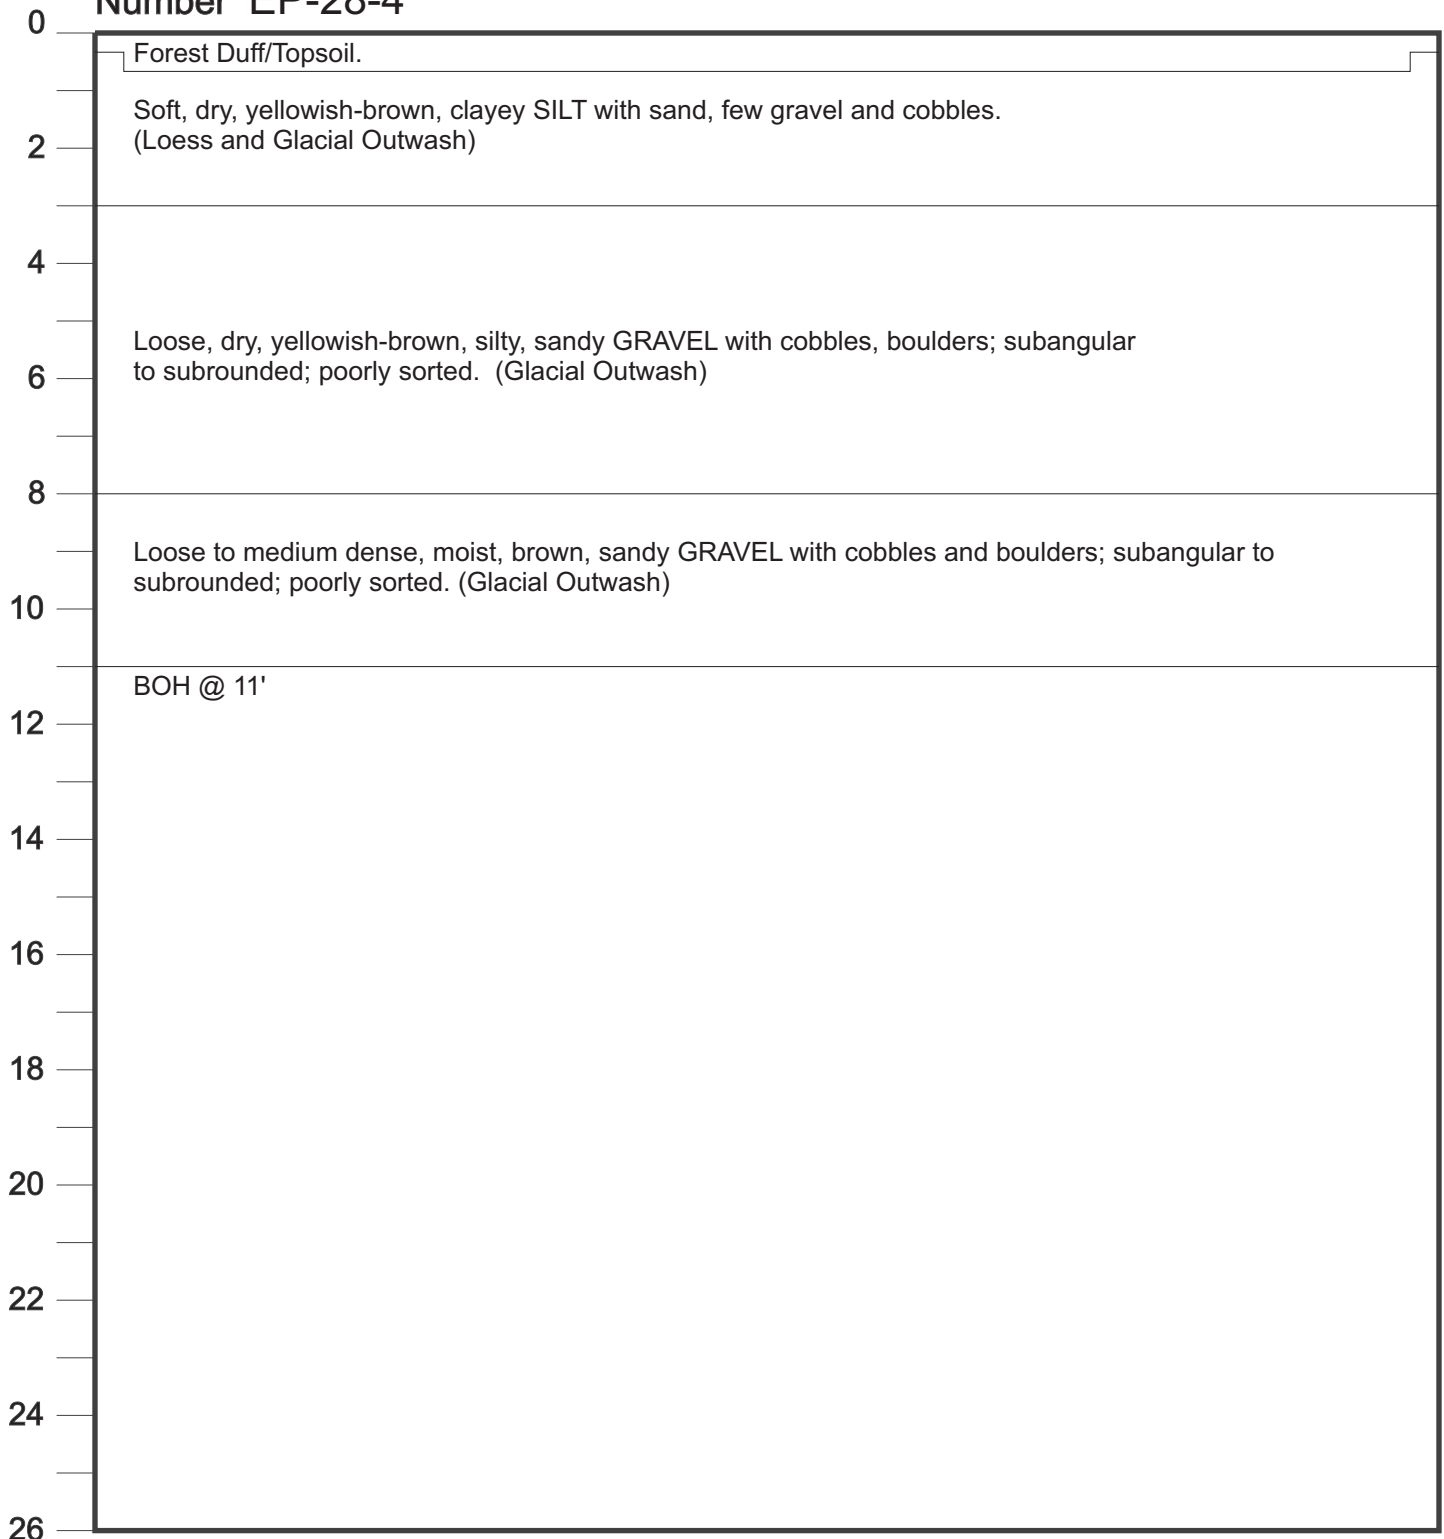 Number EP-28-4
0
Forest Duff/Topsoil.
Soft, dry, yellowish-brown, clayey SILT with sand, few gravel and cobbles.
2
(Loess and Glacial Outwash)
4
Loose, dry, yellowish-brown, silty, sandy GRAVEL with cobbles, boulders; subangular
6
to subrounded; poorly sorted. (Glacial Outwash)
8
Loose to medium dense, moist, brown, sandy GRAVEL with cobbles and boulders; subangular to
subrounded; poorly sorted. (Glacial Outwash)
10
BOH @ 11'
12
14
16
18
20
22
24
26